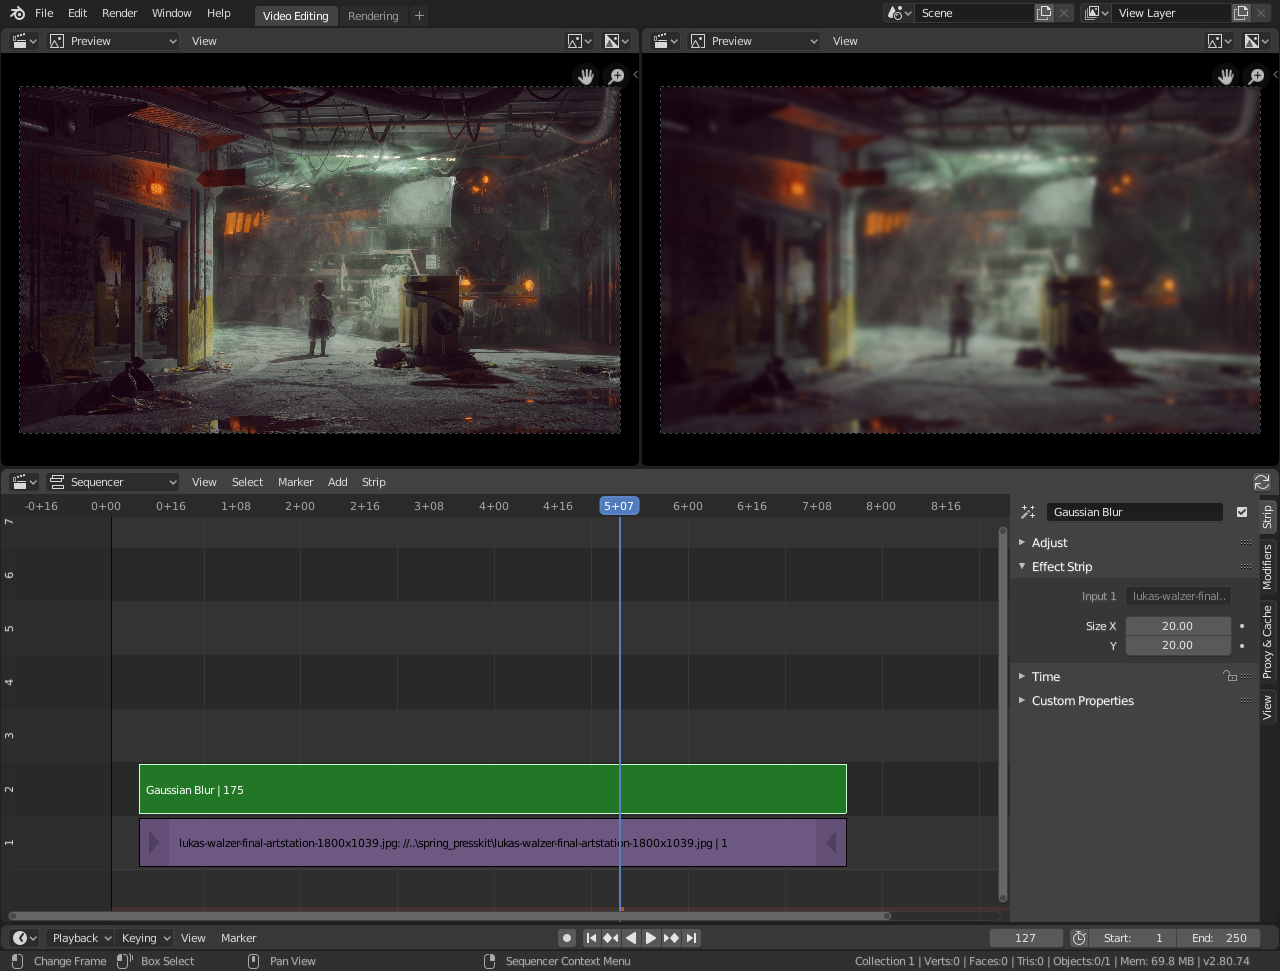 File Edit Render Window Help Video Editing Rendering + Scene View Layer
Preview View Preview View
Sequencer View Select Marker Add Strip
-0+16 0+00 0+16 1+08 2+00 2+16 3+08 4+00 4+16 5+07 6+00 6+16 7+08 8+00 8+16
7
6
5
4
3
2
1
Gaussian Blur | 175
lukas-walzer-final-artstation-1800x1039.jpg: //..\spring_presskit\lukas-walzer-final-artstation-1800x1039.jpg | 1
Gaussian Blur
Adjust
Effect Strip
Input 1 lukas-walzer-final..
Size X 20.00
Y 20.00
Time
Custom Properties
Strip
Modifiers
Proxy & Cache
View
Playback Keying View Marker 127 Start: 1 End: 250
Change Frame Box Select Pan View Sequencer Context Menu Collection 1 | Verts:0 | Faces:0 | Tris:0 | Objects:0/1 | Mem: 69.8 MB | v2.80.74